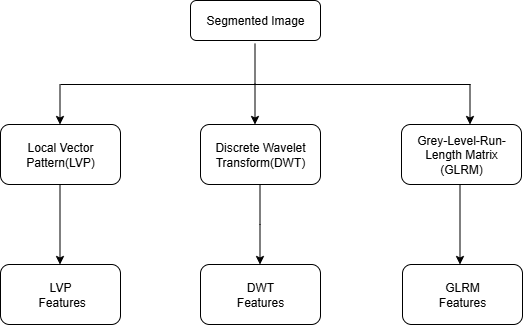 Segmented Image
Local Vector
Pattern(LVP)
Discrete Wavelet
Transform(DWT)
Grey-Level-Run-
Length Matrix
(GLRM)
LVP
Features
DWT
Features
GLRM
Features